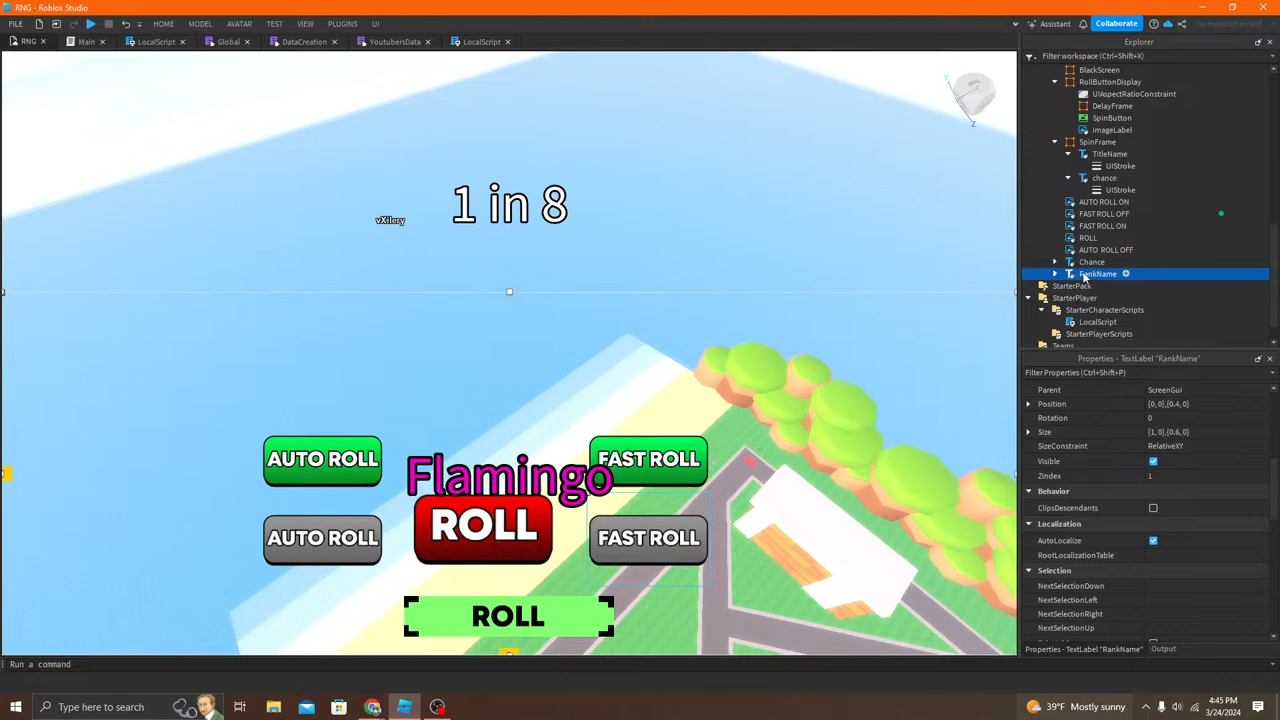 RNG - Roblox Studio
FILE HOME MODEL AVATAR TEST VIEW PLUGINS UI Assistant Collaborate
RNG Main LocalScript Global DataCreation YoutubersData LocalScript
Explorer
Filter workspace (Ctrl+Shift+X)
BlackScreen
RollButtonDisplay
UIAspectRatioConstraint
DelayFrame
SpinButton
ImageLabel
SpinFrame
TitleName
UIStroke
chance
UIStroke
AUTO ROLL ON
FAST ROLL OFF
FAST ROLL ON
ROLL
AUTO ROLL OFF
Chance
RankName
StarterPack
StarterPlayer
StarterCharacterScripts
LocalScript
StarterPlayerScripts
Teams
Properties - TextLabel "RankName"
Filter Properties (Ctrl+Shift+P)
Parent ScreenGui
Position {0, 0},{0.4, 0}
Rotation 0
Size {1, 0},{0.6, 0}
SizeConstraint RelativeXY
Visible
ZIndex 1
Behavior
ClipsDescendants
Localization
AutoLocalize
RootLocalizationTable
Selection
NextSelectionDown
NextSelectionLeft
NextSelectionRight
NextSelectionUp
Properties - TextLabel "RankName" Output
1 in 8
vXilery
AUTO ROLL Flamingo FAST ROLL
AUTO ROLL ROLL FAST ROLL
ROLL
Run a command
Type here to search
39°F Mostly sunny
4:45 PM
3/24/2024